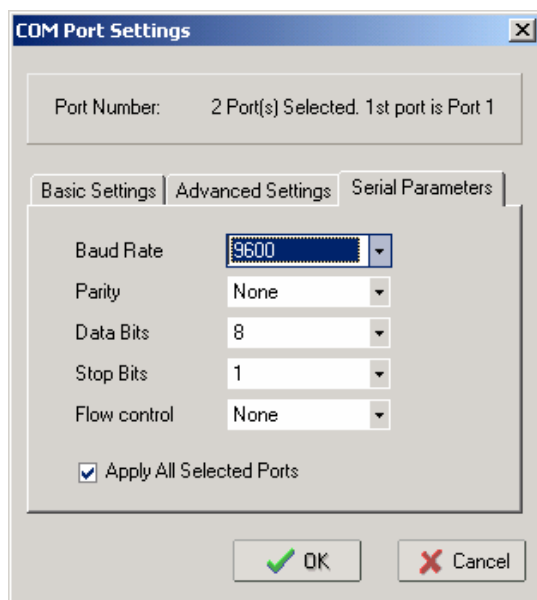 COM Port Settings
Port Number: 2 Port(s) Selected. 1st port is Port 1
Basic Settings Advanced Settings Serial Parameters
Baud Rate 9600
Parity None
Data Bits 8
Stop Bits 1
Flow control None
Apply All Selected Ports
OK Cancel